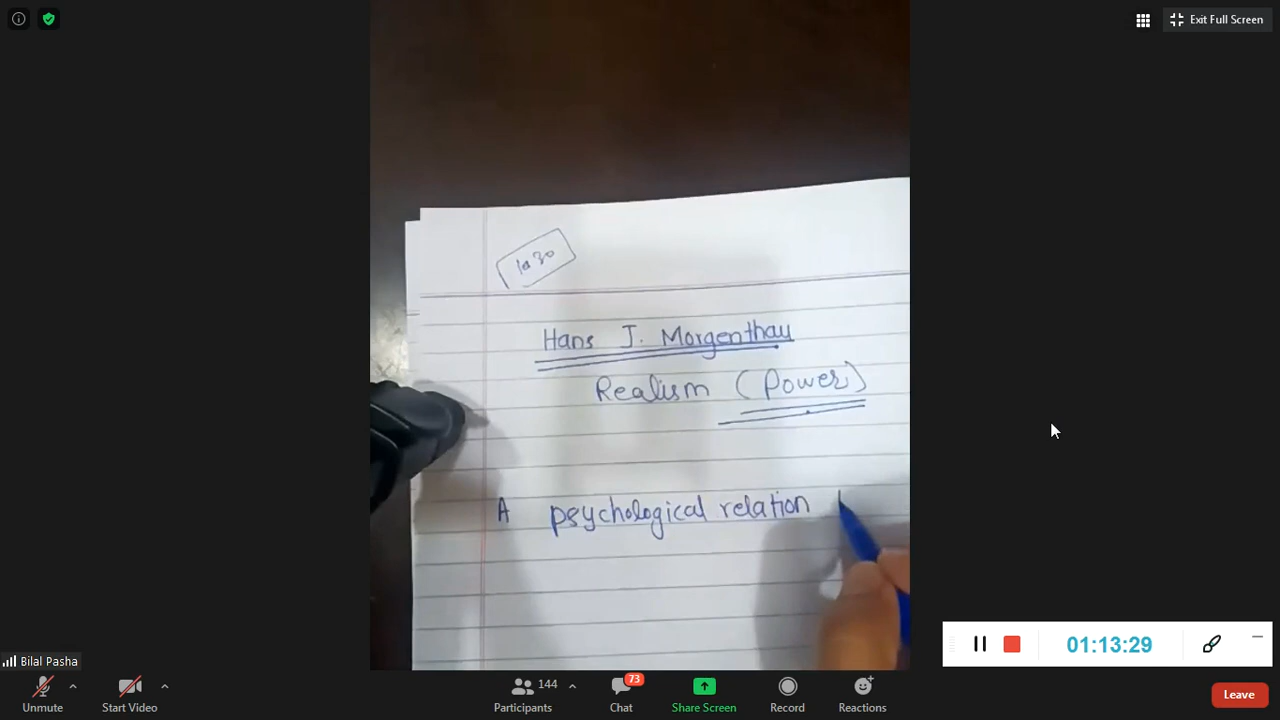 Exit Full Screen
Hans J. Morgenthau
Realism (Power)
A psychological relation
01:13:29
Bilal Pasha
Unmute
Start Video
144
Participants
73
Chat
Share Screen
Record
Reactions
Leave